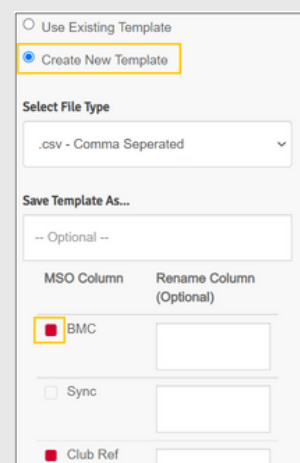 Use Existing Template
Create New Template
Select File Type
.csv - Comma Seperated
Save Template As...
-- Optional --
MSO Column Rename Column
(Optional)
BMC
Sync
Club Ref